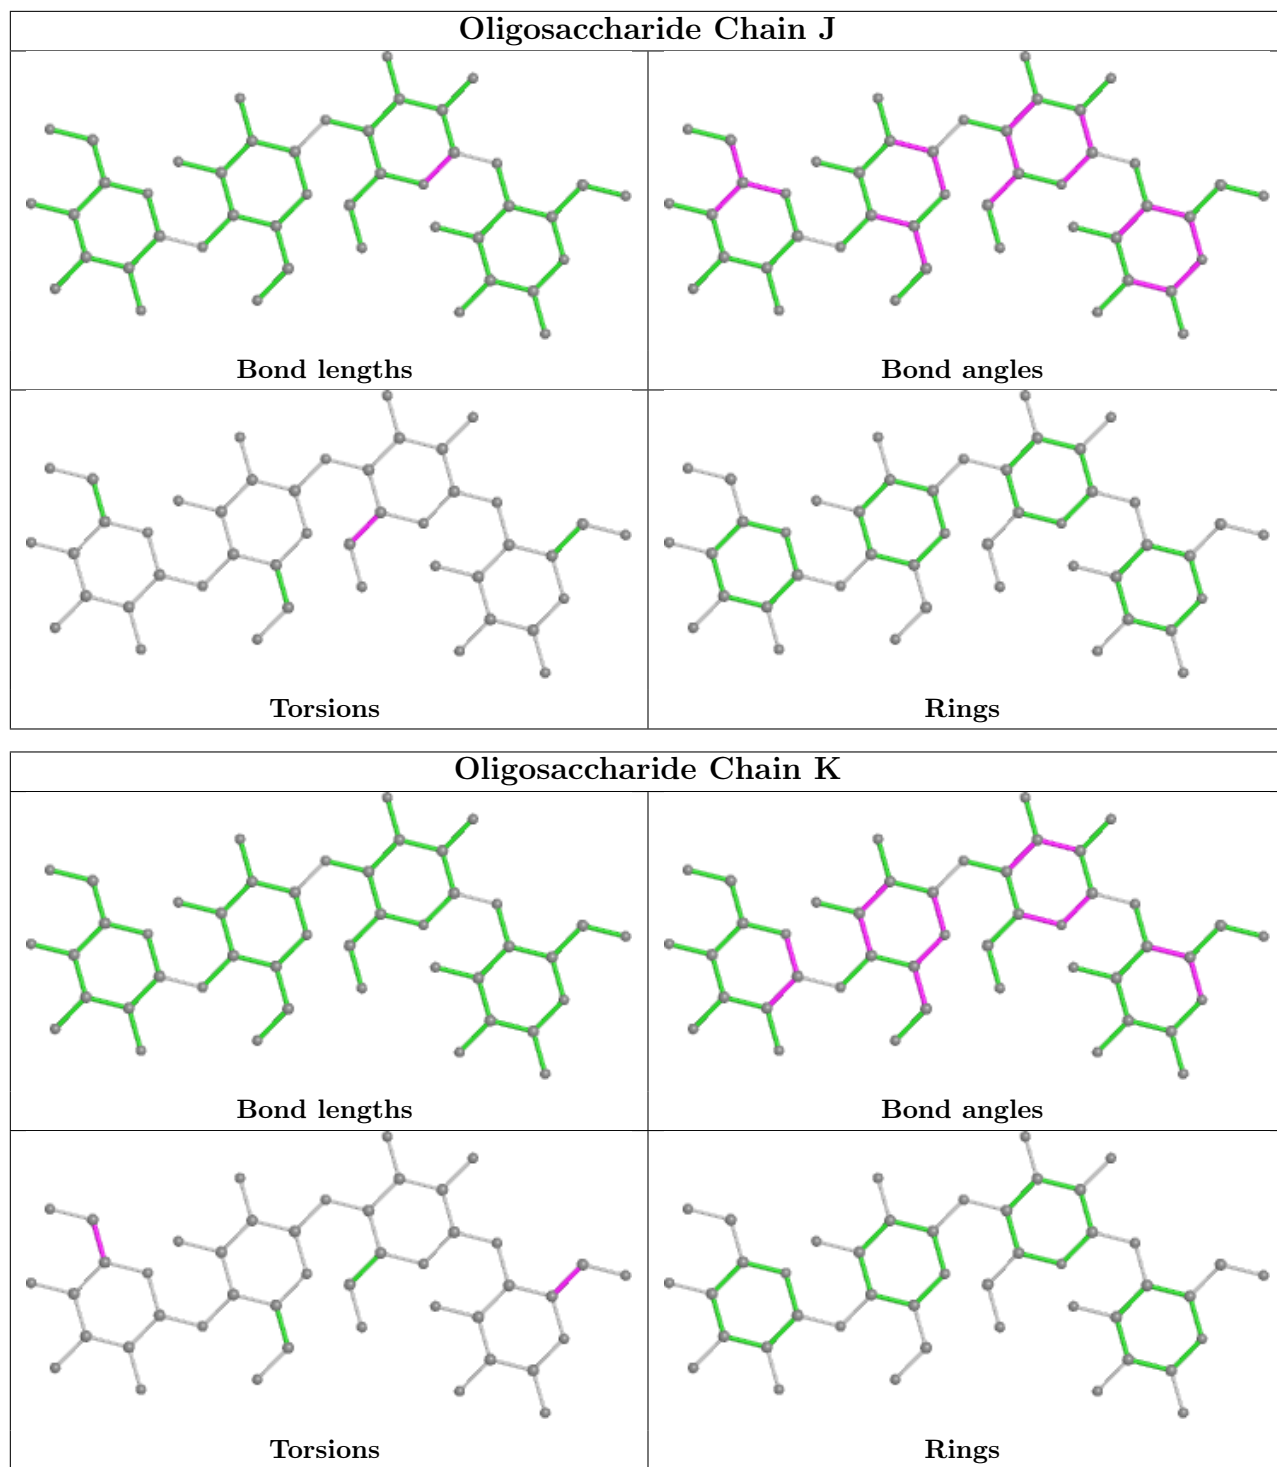 Oligosaccharide Chain J
Bond lengths
Bond angles
Torsions
Rings
Oligosaccharide Chain K
Bond lengths
Bond angles
Torsions
Rings